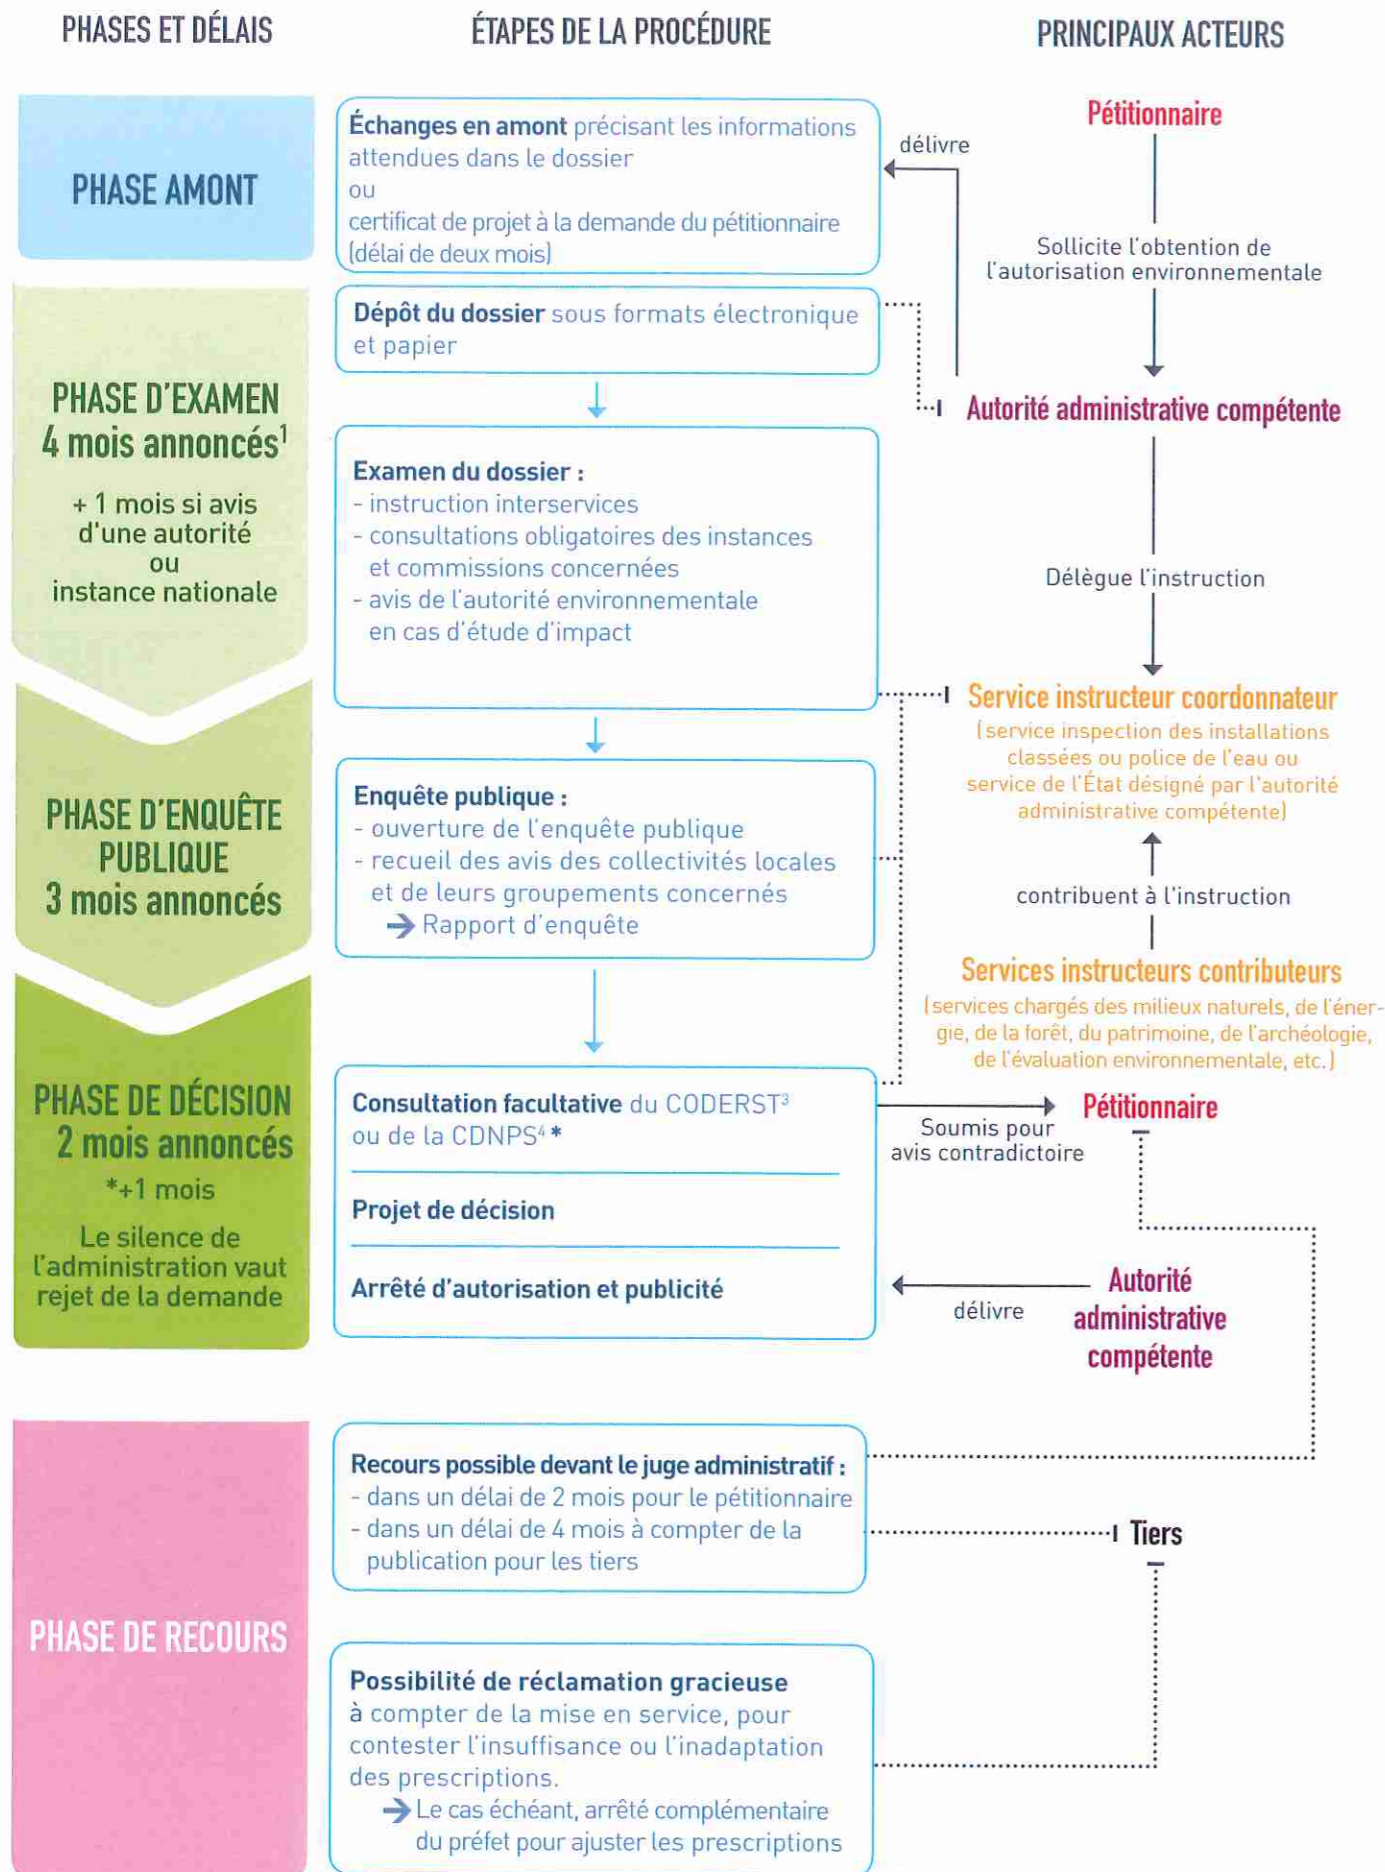 PHASES ET DÉLAIS
ÉTAPES DE LA PROCÉDURE
PRINCIPAUX ACTEURS
PHASE AMONT
Échanges en amont précisant les informations
attendues dans le dossier
ou
certificat de projet à la demande du pétitionnaire
(délai de deux mois)
délivre
Pétitionnaire
Sollicite l'obtention de
l'autorisation environnementale
PHASE D'EXAMEN
4 mois annoncés¹
+ 1 mois si avis
d'une autorité
ou
instance nationale
Dépôt du dossier sous formats électronique
et papier
Autorité administrative compétente
Examen du dossier :
- instruction interservices
- consultations obligatoires des instances
et commissions concernées
- avis de l'autorité environnementale
en cas d'étude d'impact
Délègue l'instruction
Service instructeur coordonnateur
(service inspection des installations
classées ou police de l'eau ou
service de l'État désigné par l'autorité
administrative compétente)
PHASE D'ENQUÊTE
PUBLIQUE
3 mois annoncés
Enquête publique :
- ouverture de l'enquête publique
- recueil des avis des collectivités locales
et de leurs groupements concernés
→ Rapport d'enquête
contribuent à l'instruction
Services instructeurs contributeurs
(services chargés des milieux naturels, de l'éner-
gie, de la forêt, du patrimoine, de l'archéologie,
de l'évaluation environnementale, etc.)
PHASE DE DÉCISION
2 mois annoncés
*+1 mois
Le silence de
l'administration vaut
rejet de la demande
Consultation facultative du CODERST³
ou de la CDNPS⁴ *
Projet de décision
Arrêté d'autorisation et publicité
Soumis pour
avis contradictoire
Pétitionnaire
délivre
Autorité
administrative
compétente
PHASE DE RECOURS
Recours possible devant le juge administratif :
- dans un délai de 2 mois pour le pétitionnaire
- dans un délai de 4 mois à compter de la
publication pour les tiers
Tiers
Possibilité de réclamation gracieuse
à compter de la mise en service, pour
contester l'insuffisance ou l'inadaptation
des prescriptions.
→ Le cas échéant, arrêté complémentaire
du préfet pour ajuster les prescriptions